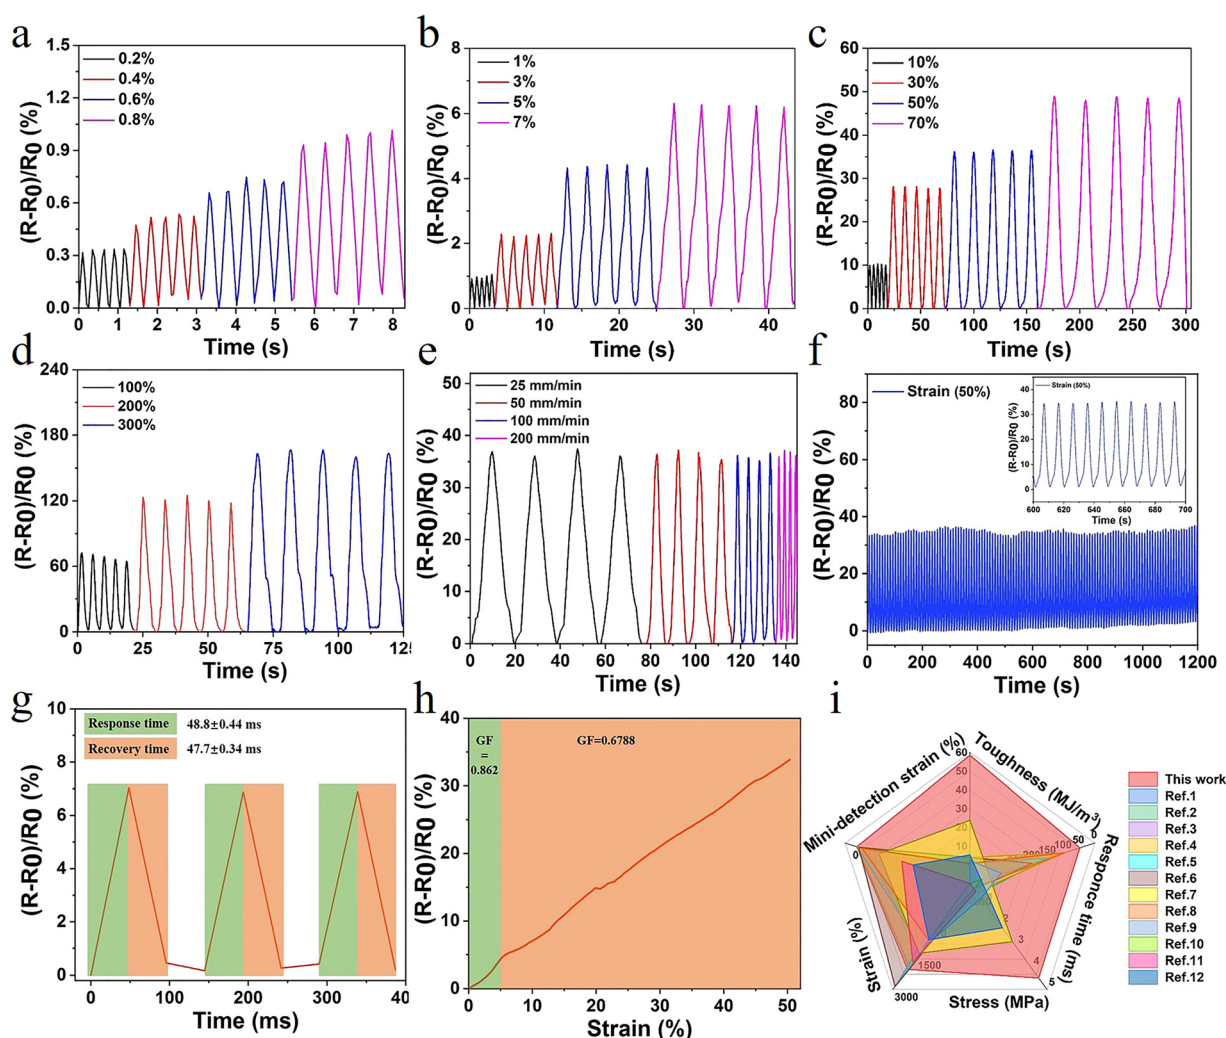 a
1.5
1.2
0.9
0.6
0.3
0.0
(R-R0)/R0 (%)
0.2%
0.4%
0.6%
0.8%
0 1 2 3 4 5 6 7 8
Time (s)
b
8
6
4
2
0
(R-R0)/R0 (%)
1%
3%
5%
7%
0 10 20 30 40
Time (s)
c
60
50
40
30
20
10
0
(R-R0)/R0 (%)
10%
30%
50%
70%
0 50 100 150 200 250 300
Time (s)
d
240
180
120
60
0
(R-R0)/R0 (%)
100%
200%
300%
0 25 50 75 100 125
Time (s)
e
50
40
30
20
10
0
(R-R0)/R0 (%)
25 mm/min
50 mm/min
100 mm/min
200 mm/min
0 20 40 60 80 100 120 140
Time (s)
f
80
60
40
20
0
(R-R0)/R0 (%)
Strain (50%)
0 200 400 600 800 1000 1200
Time (s)
40
30
20
10
0
(R-R0)/R0 (%)
Strain (50%)
600 620 640 660 680 700
Time (s)
g
10
8
6
4
2
0
(R-R0)/R0 (%)
Response time 48.8±0.44 ms
Recovery time 47.7±0.34 ms
0 100 200 300 400
Time (ms)
h
40
30
20
10
0
(R-R0)/R0 (%)
GF
=
0.862
GF=0.6788
0 10 20 30 40 50
Strain (%)
i
Mini-detection strain (%)
Toughness (MJ/m3)
Responce time (ms)
Stress (MPa)
Strain (%)
60
50
40
30
20
10
0
150
100
50
0
2
3
4
5
1500
3000
0
This work
Ref.1
Ref.2
Ref.3
Ref.4
Ref.5
Ref.6
Ref.7
Ref.8
Ref.9
Ref.10
Ref.11
Ref.12